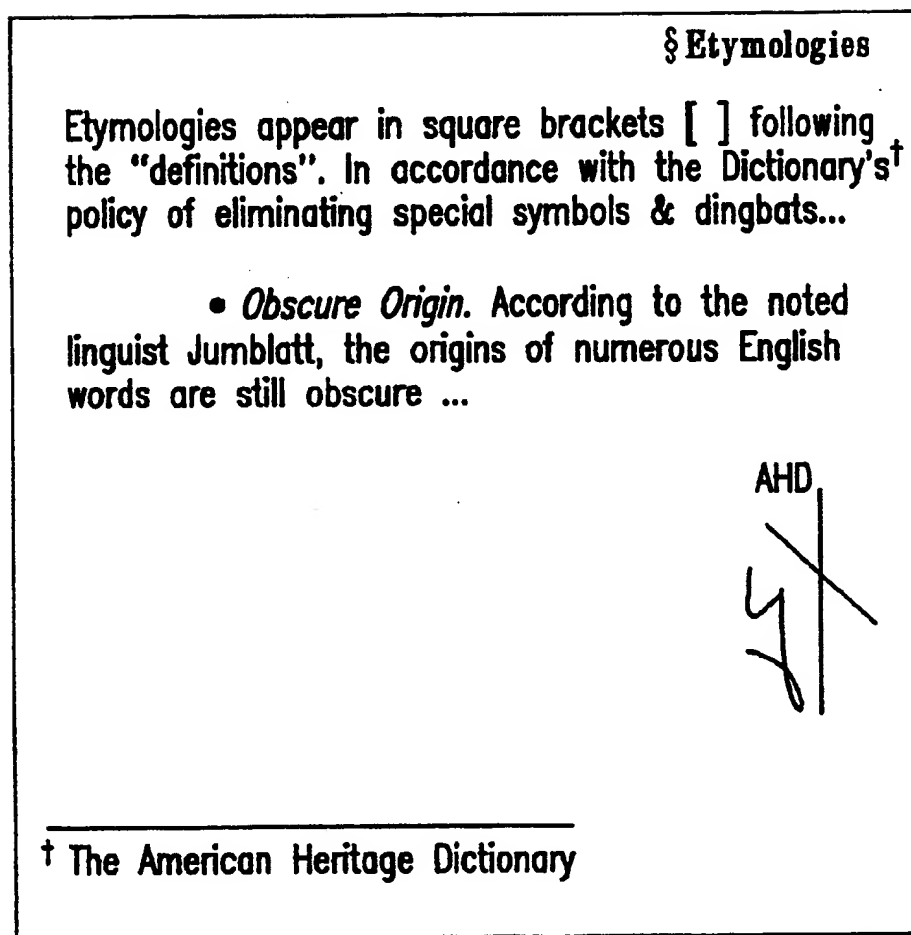 § Etymologies
Etymologies appear in square brackets [ ] following
the “definitions”. In accordance with the Dictionary's†
policy of eliminating special symbols & dingbats...
• Obscure Origin. According to the noted
linguist Jumblatt, the origins of numerous English
words are still obscure ...
AHD
† The American Heritage Dictionary